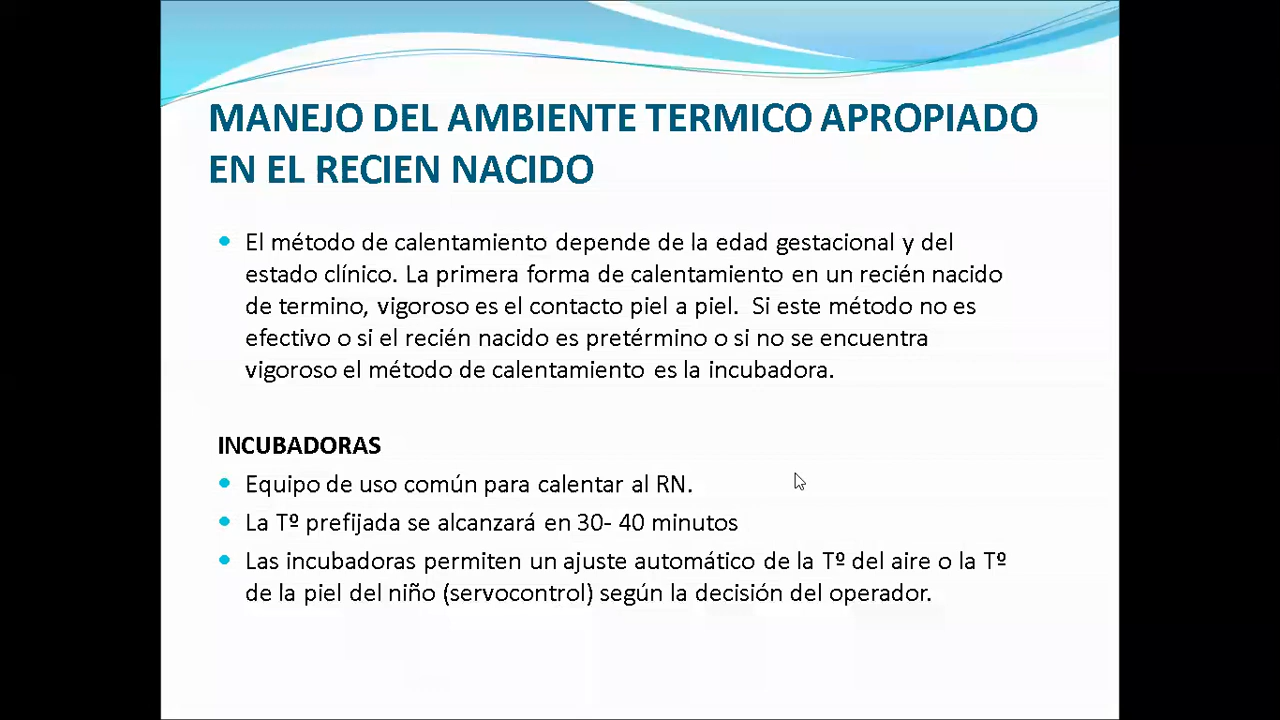 MANEJO DEL AMBIENTE TERMICO APROPIADO
EN EL RECIEN NACIDO
El método de calentamiento depende de la edad gestacional y del
estado clínico. La primera forma de calentamiento en un recién nacido
de termino, vigoroso es el contacto piel a piel. Si este método no es
efectivo o si el recién nacido es pretérmino o si no se encuentra
vigoroso el método de calentamiento es la incubadora.
INCUBADORAS
Equipo de uso común para calentar al RN.
La Tº prefijada se alcanzará en 30- 40 minutos
Las incubadoras permiten un ajuste automático de la Tº del aire o la Tº
de la piel del niño (servocontrol) según la decisión del operador.